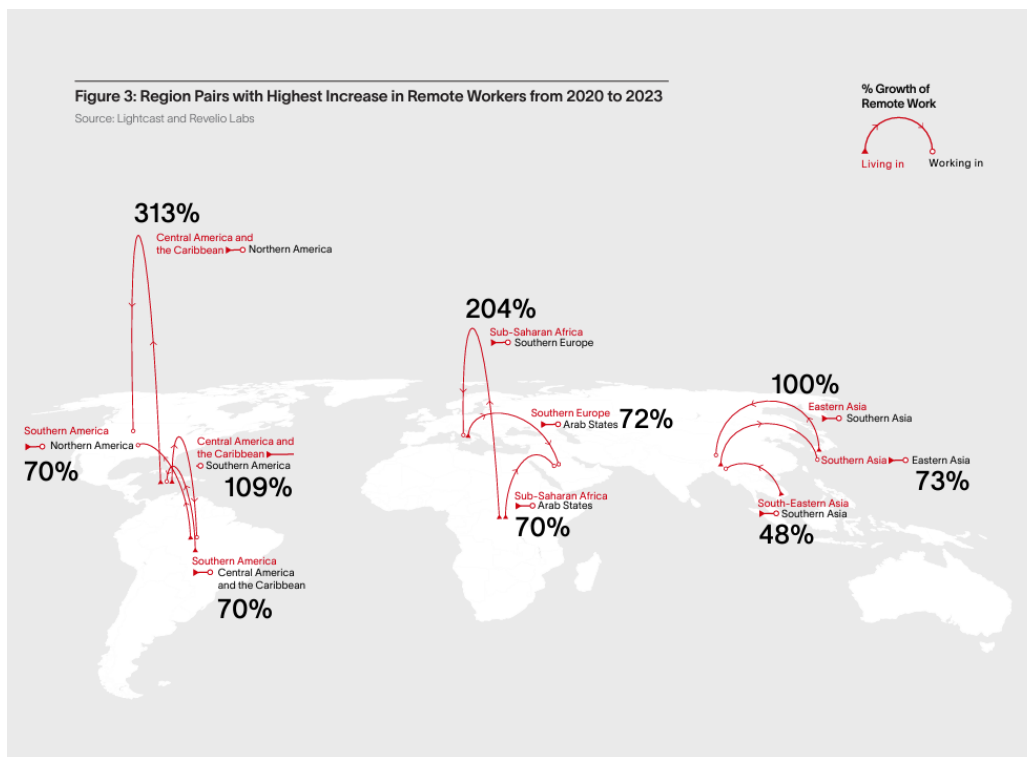 Figure 3: Region Pairs with Highest Increase in Remote Workers from 2020 to 2023
Source: Lightcast and Revelio Labs
% Growth of
Remote Work
Living in
Working in
313%
Central America and
the Caribbean
Northern America
204%
Sub-Saharan Africa
Southern Europe
100%
Eastern Asia
Southern Asia
Southern America
Northern America
70%
Central America and
the Caribbean
Southern America
109%
Southern Europe
Arab States
72%
Southern Asia
Eastern Asia
73%
Sub-Saharan Africa
Arab States
70%
South-Eastern Asia
Southern Asia
48%
Southern America
Central America
and the Caribbean
70%